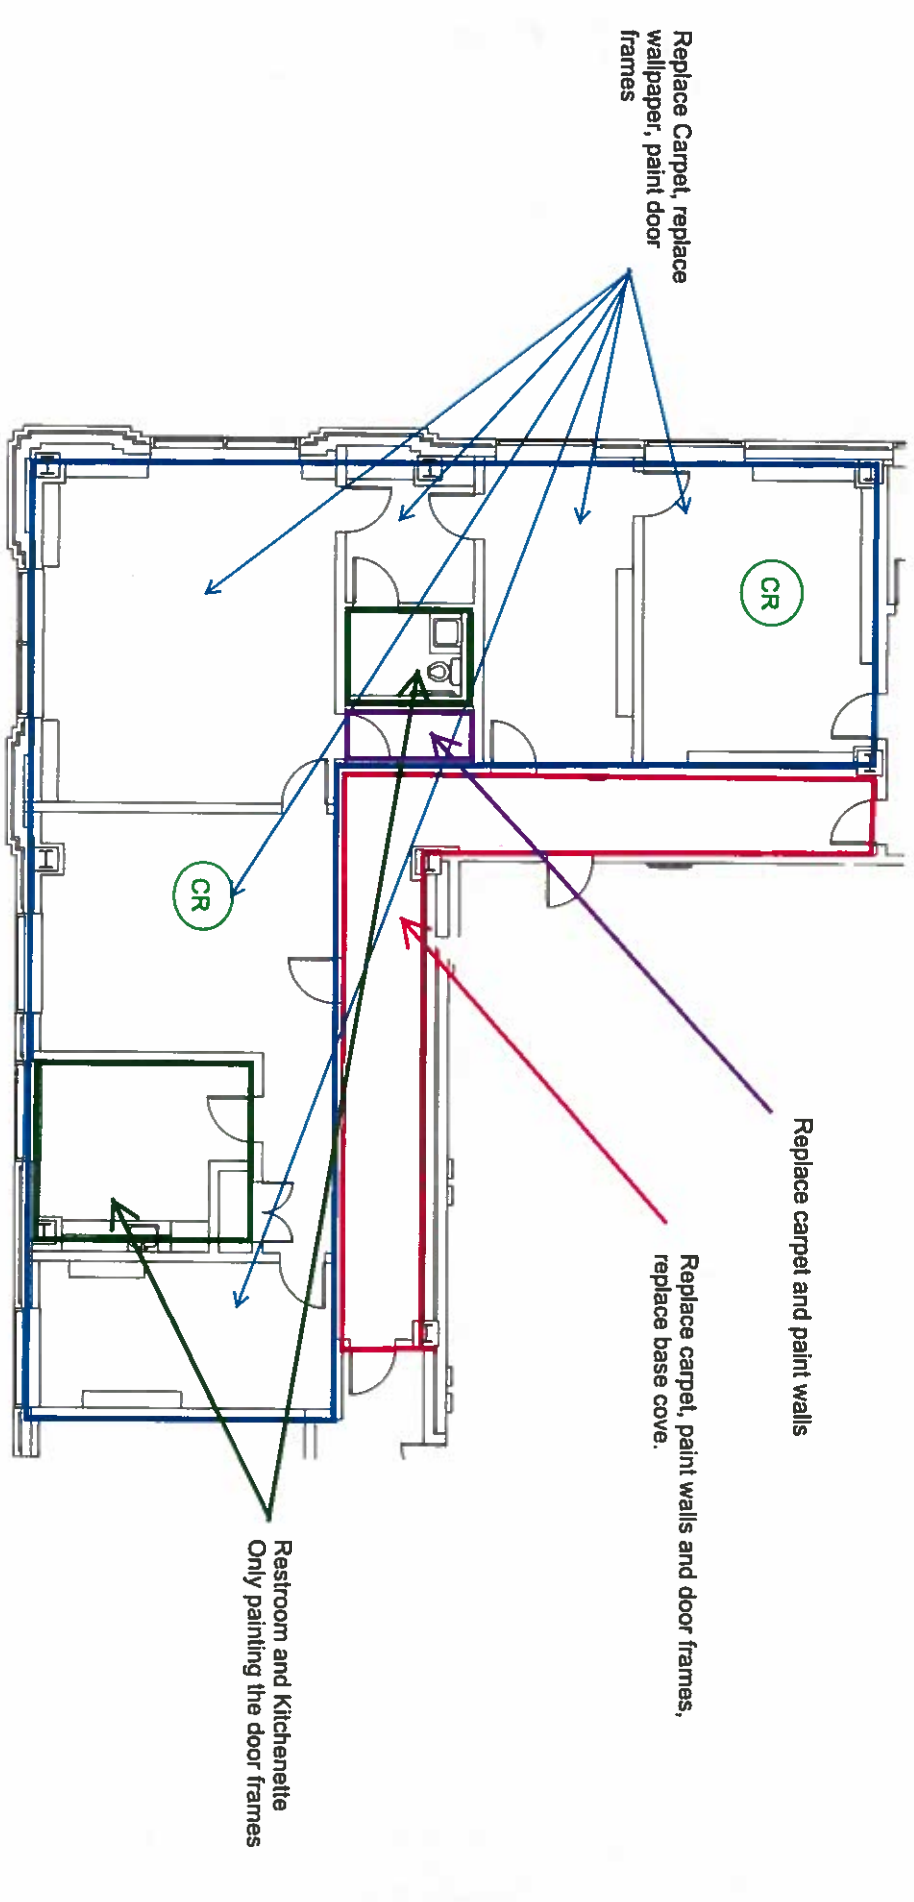 Replace Carpet, replace
wallpaper, paint door
frames
CR
CR
Replace carpet and paint walls
Replace carpet, paint walls and door frames,
replace base cove.
Restroom and Kitchenette
Only painting the door frames